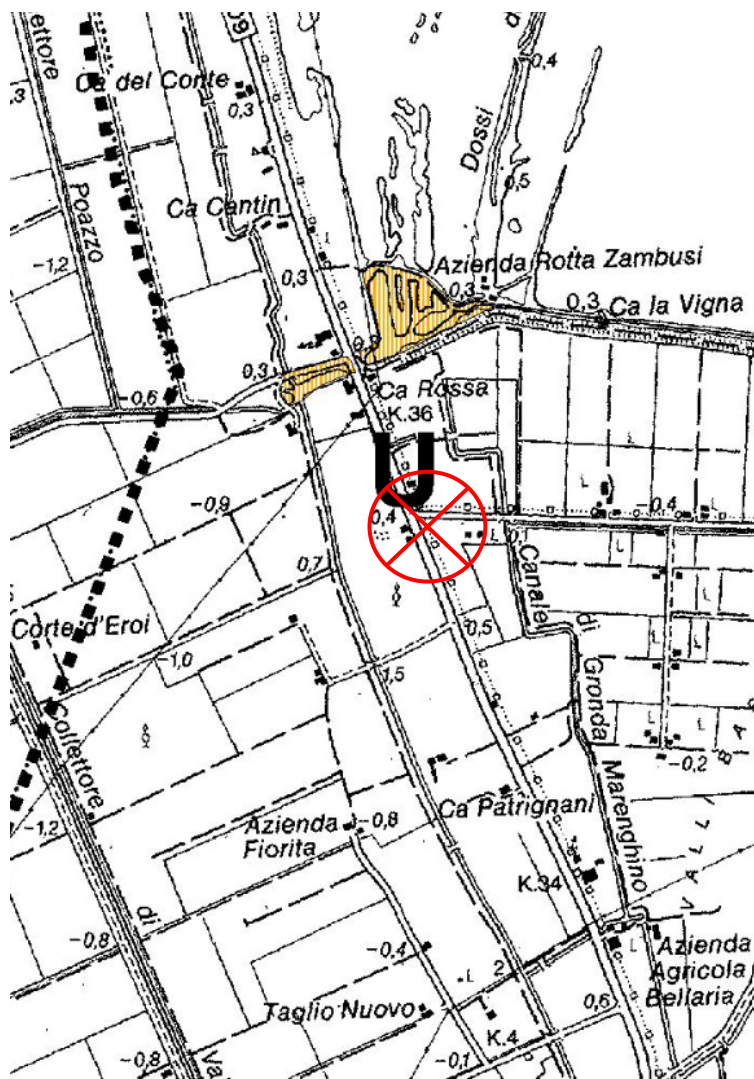 09
Ca del Conte
0,3
0,4
Dossi
Poazzo
-1,2
Ca Cantin
0,5
Azienda Rotta Zambusi
0,3
0,3
0,3
Ca la Vigna
0,3
-0,6
Ca Rossa
K.36
U
-0,9
0,4
-0,4
L
0,7
Canale
di
Gronda
Marenghino
Corte d'Eroi
-1,0
0,5
1,5
Collettore
-0,2
-1,2
Azienda
Fiorita
-0,8
Ca Patrignani
VALLI
K.34
di
-0,8
-0,4
2
Azienda
Agricola
Bellaria
Taglio Nuovo
0,6
K.4
-0,8
-0,1
Va